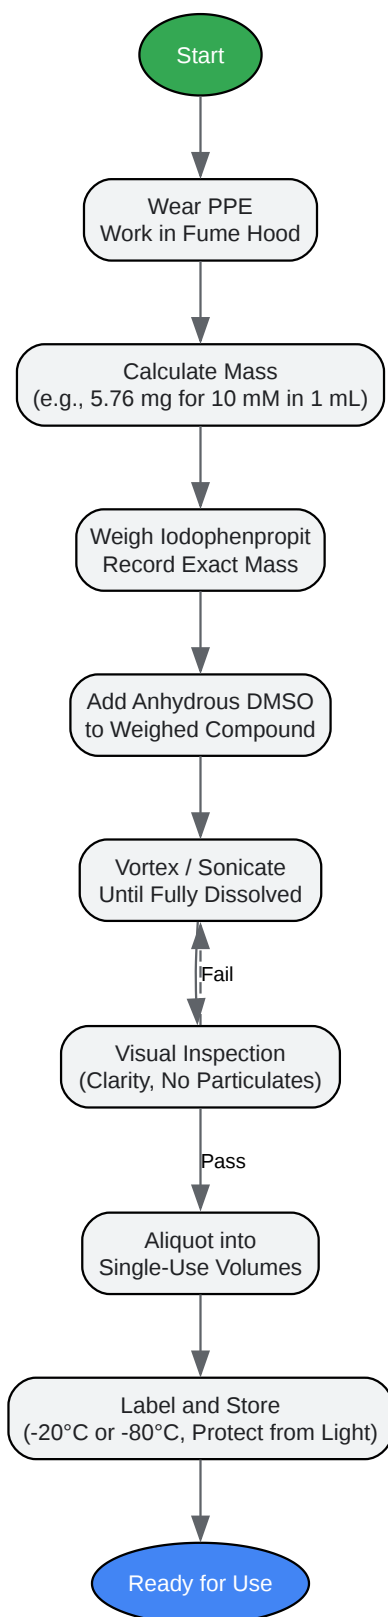 Start
Wear PPE
Work in Fume Hood
Calculate Mass
(e.g., 5.76 mg for 10 mM in 1 mL)
Weigh Iodophenpropit
Record Exact Mass
Add Anhydrous DMSO
to Weighed Compound
Vortex / Sonicate
Until Fully Dissolved
Fail
Visual Inspection
(Clarity, No Particulates)
Pass
Aliquot into
Single-Use Volumes
Label and Store
(-20°C or -80°C, Protect from Light)
Ready for Use